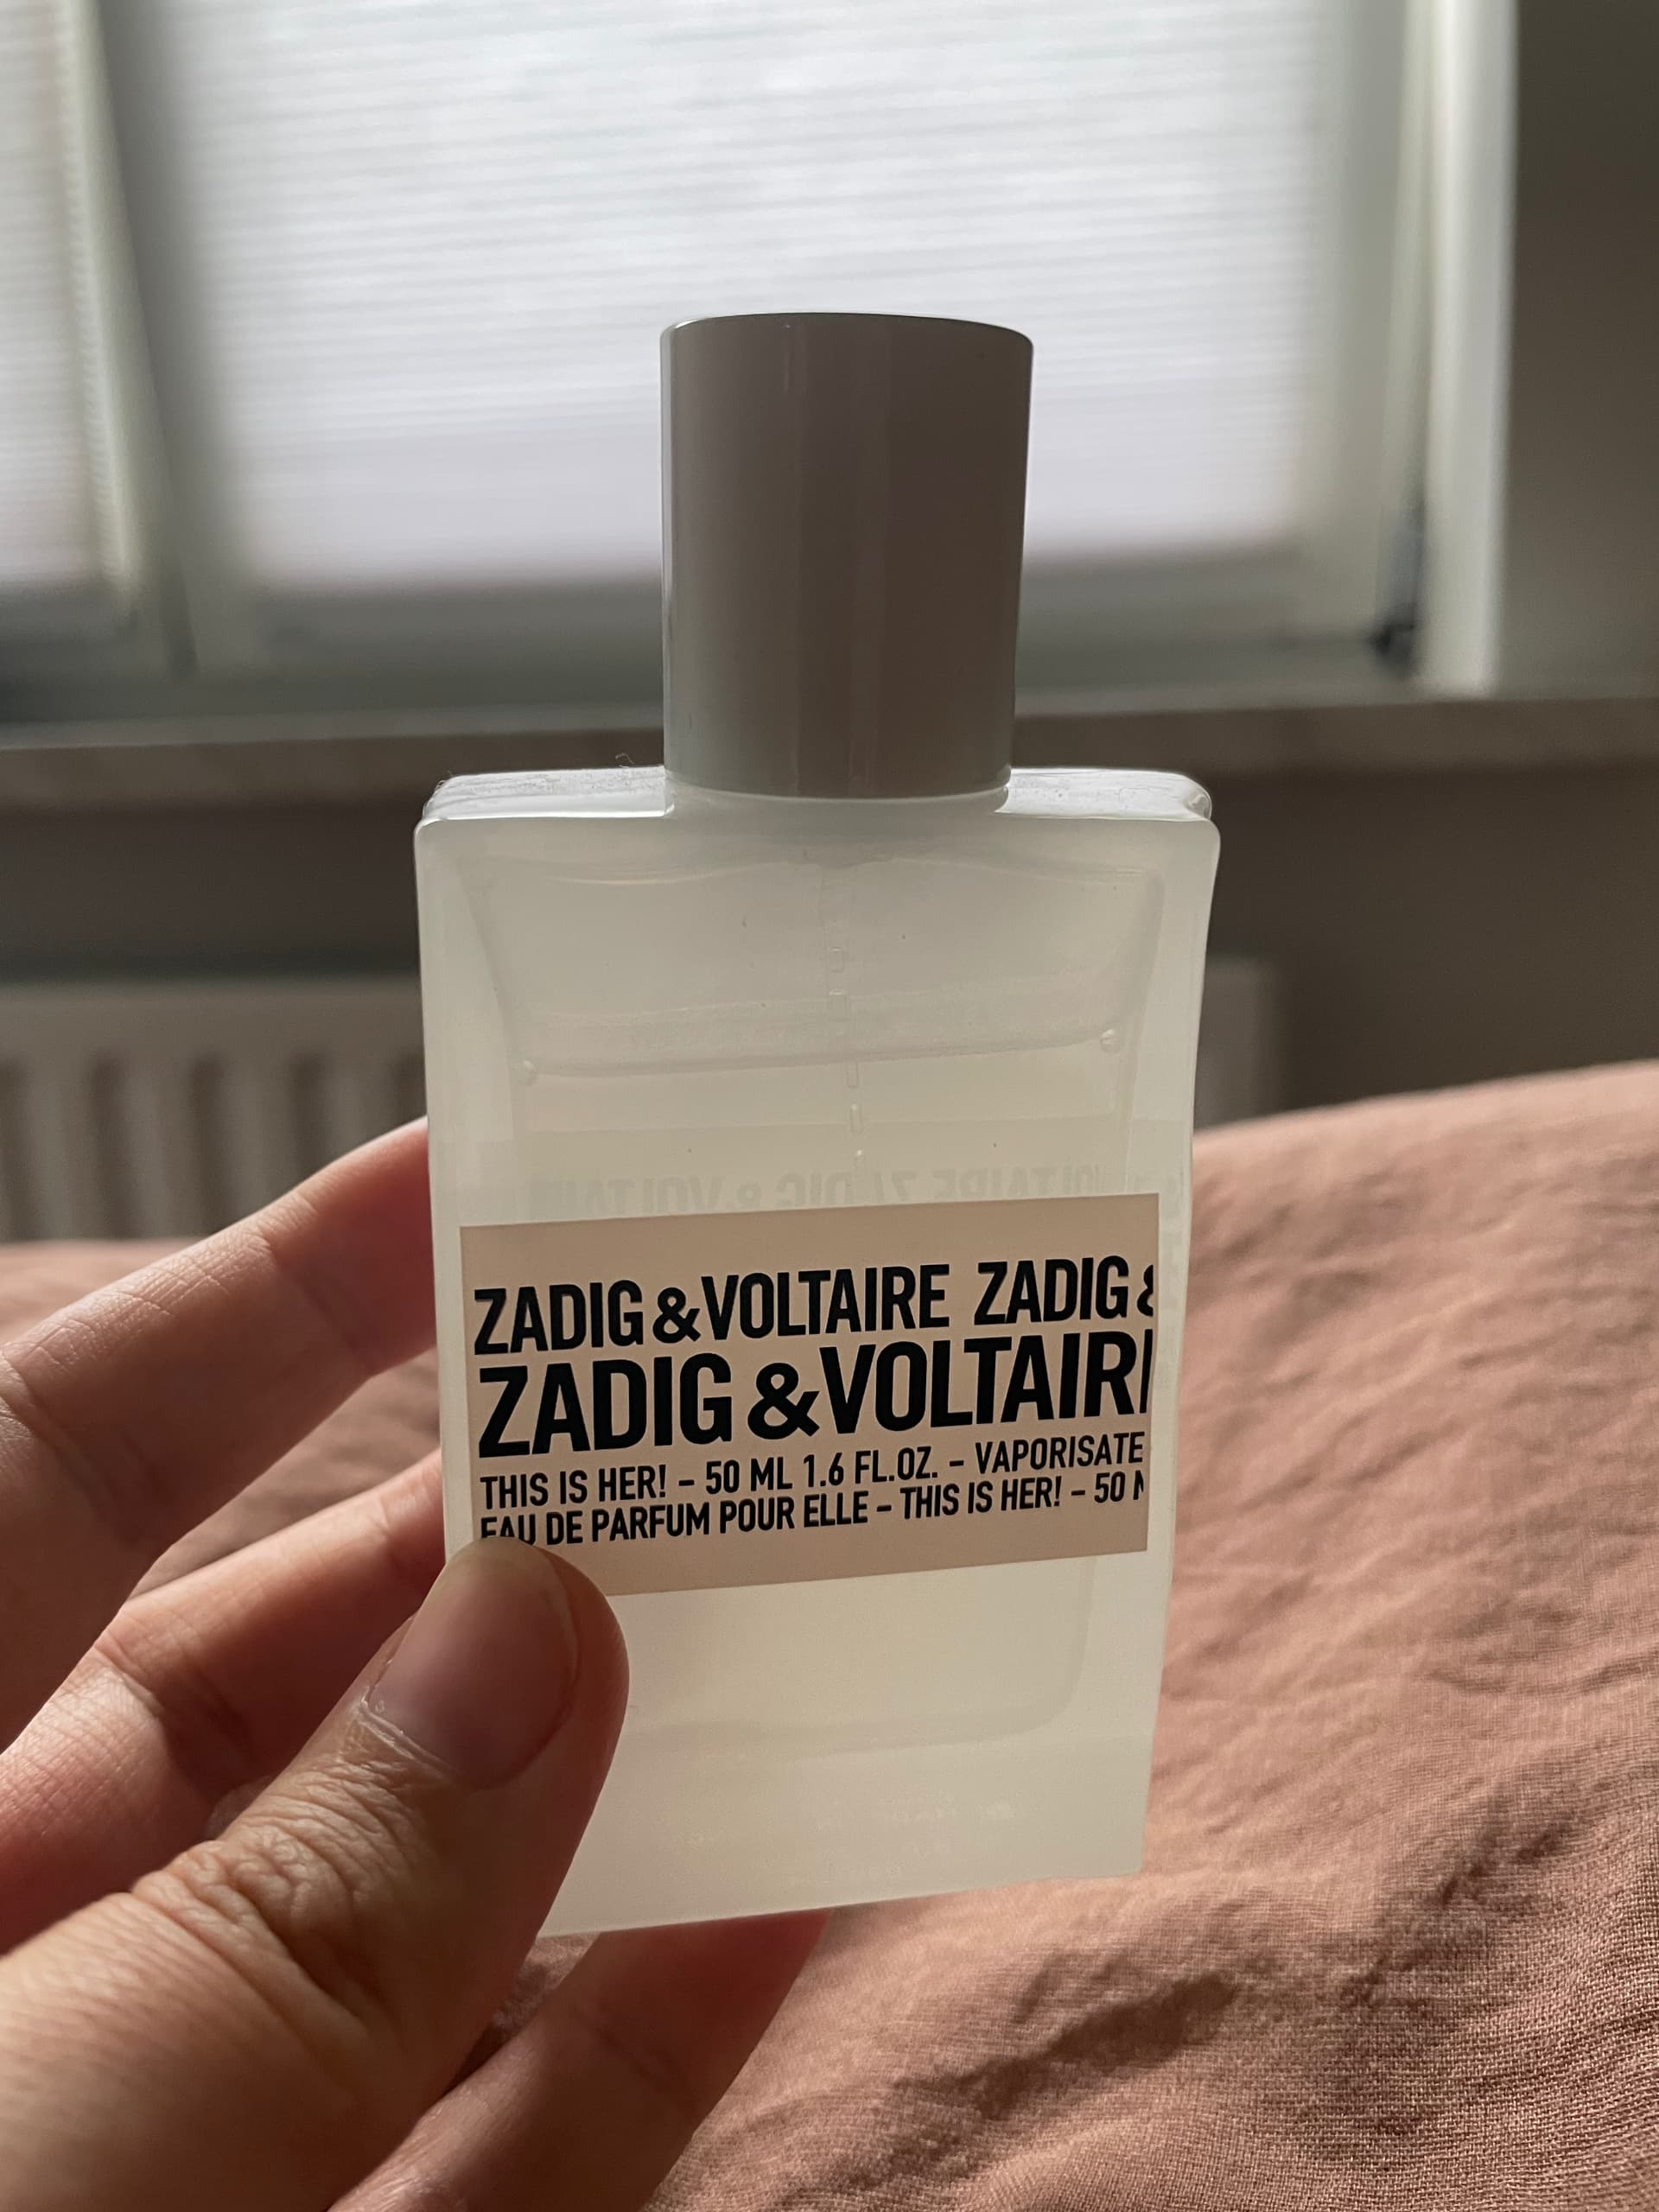 ZADIG&VOLTAIRE ZADIG &
ZADIG&VOLTAIRE
THIS IS HER! – 50 ML 1.6 FL.OZ. – VAPORISATE
EAU DE PARFUM POUR ELLE – THIS IS HER! – 50 M